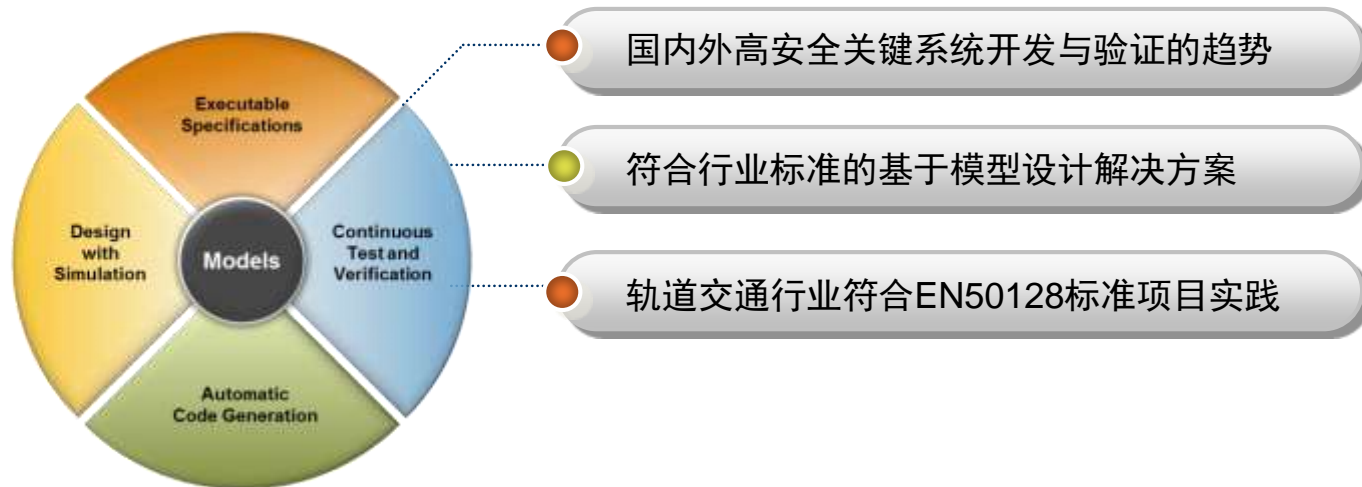 Executable
Specifications
Design
with
Simulation
Models
Continuous
Test and
Verification
Automatic
Code Generation
国内外高安全关键系统开发与验证的趋势
符合行业标准的基于模型设计解决方案
轨道交通行业符合EN50128标准项目实践